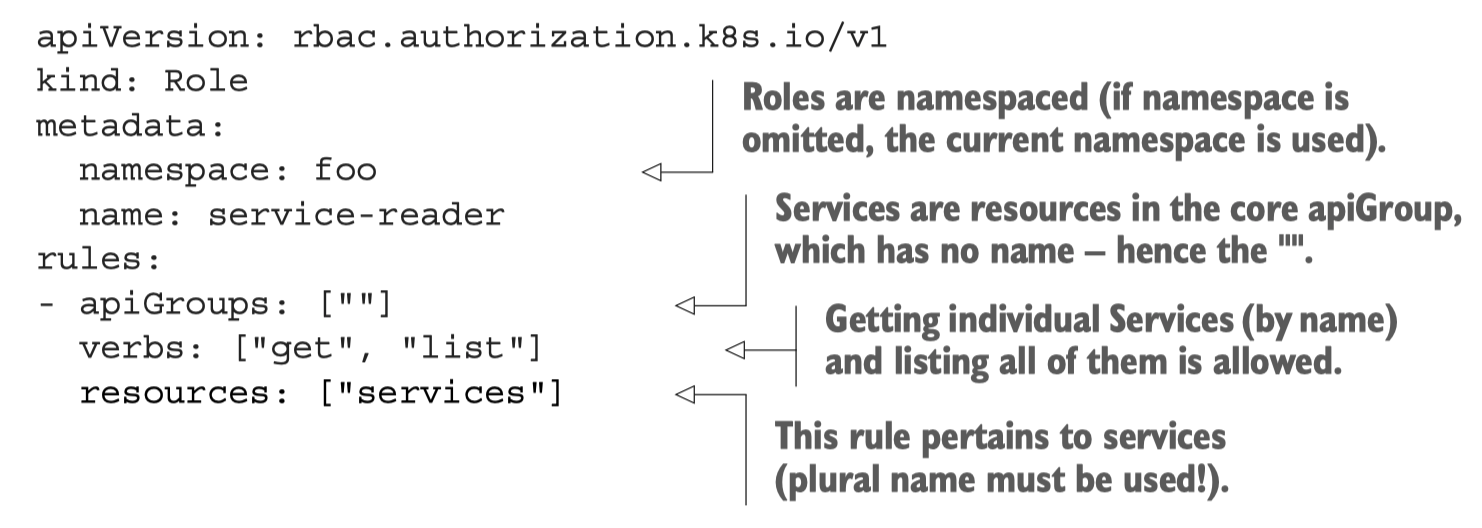 apiVersion: rbac.authorization.k8s.io/v1
kind: Role
metadata:
  namespace: foo
  name: service-reader
rules:
- apiGroups: [""]
  verbs: ["get", "list"]
  resources: ["services"]
Roles are namespaced (if namespace is
omitted, the current namespace is used).
Services are resources in the core apiGroup,
which has no name – hence the "".
Getting individual Services (by name)
and listing all of them is allowed.
This rule pertains to services
(plural name must be used!).